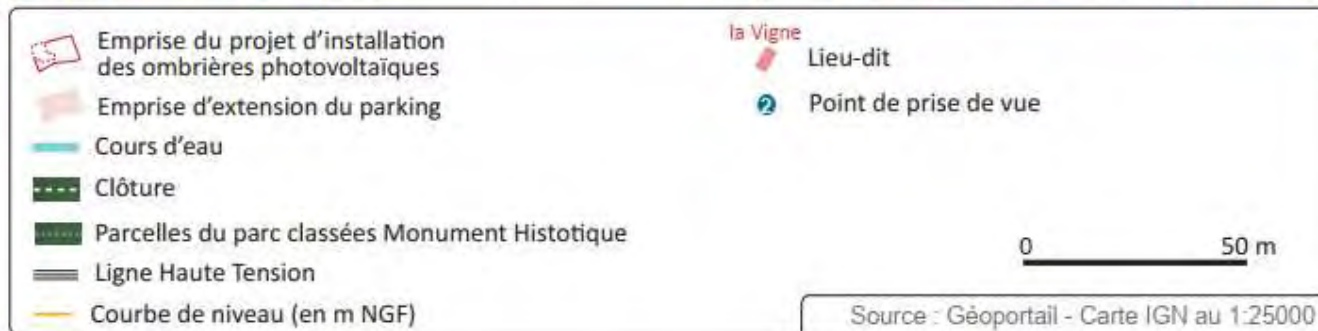 Emprise du projet d'installation
des ombrières photovoltaïques
Emprise d'extension du parking
Cours d'eau
Clôture
Parcelles du parc classées Monument Histotique
Ligne Haute Tension
Courbe de niveau (en m NGF)
la Vigne
Lieu-dit
2 Point de prise de vue
0 50 m
Source : Géoportail - Carte IGN au 1:25000